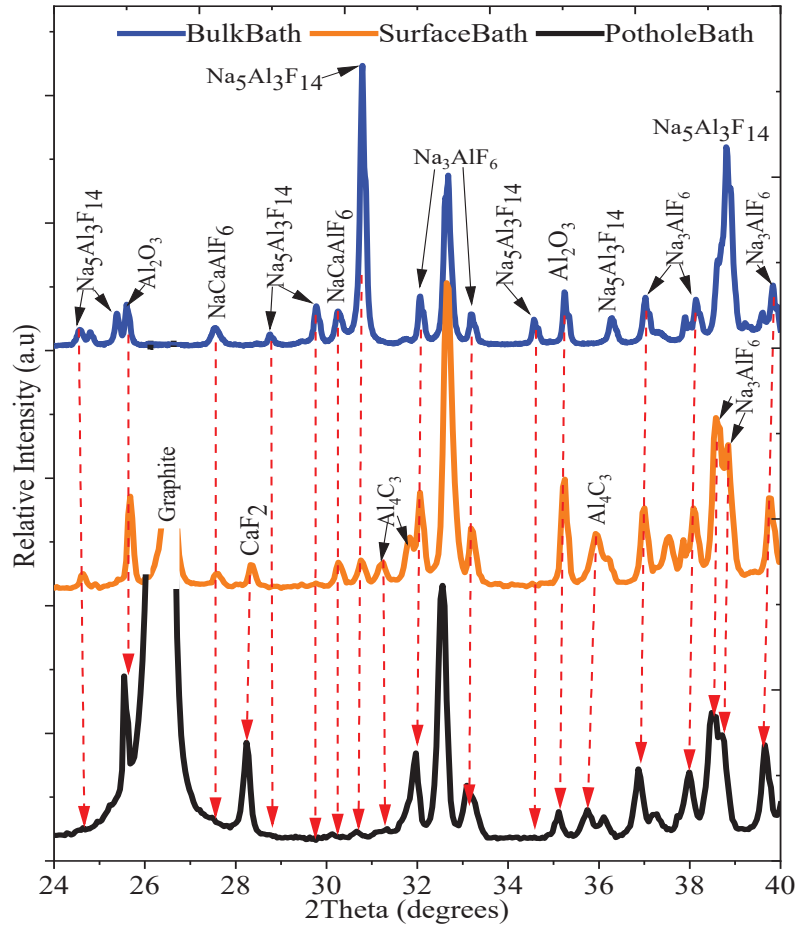 BulkBath SurfaceBath PotholeBath
Na₅Al₃F₁₄
Na₅Al₃F₁₄
Na₃AlF₆
Na₅Al₃F₁₄
Al₂O₃
NaCaAlF₆
Na₅Al₃F₁₄
NaCaAlF₆
Na₅Al₃F₁₄
Al₂O₃
Na₅Al₃F₁₄
Na₃AlF₆
Na₃AlF₆
Na₃AlF₆
Na₃AlF₆
Graphite
CaF₂
Al₄C₃
Al₄C₃
Relative Intensity (a.u)
24 26 28 30 32 34 36 38 40
2Theta (degrees)